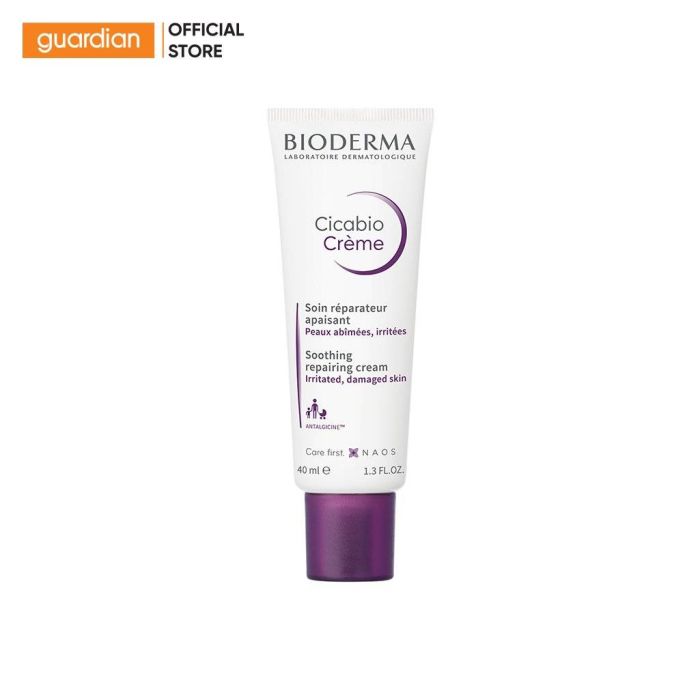 guardian
OFFICIAL
STORE
BIODERMA
LABORATOIRE DERMATOLOGIQUE
Cicabio
Crème
Soin réparateur
apaisant
Peaux abîmées, irritées
Soothing
repairing cream
Irritated, damaged skin
ANTALGICINE™
Care first. NAOS
40 ml ℮ 1.3 FL.OZ.